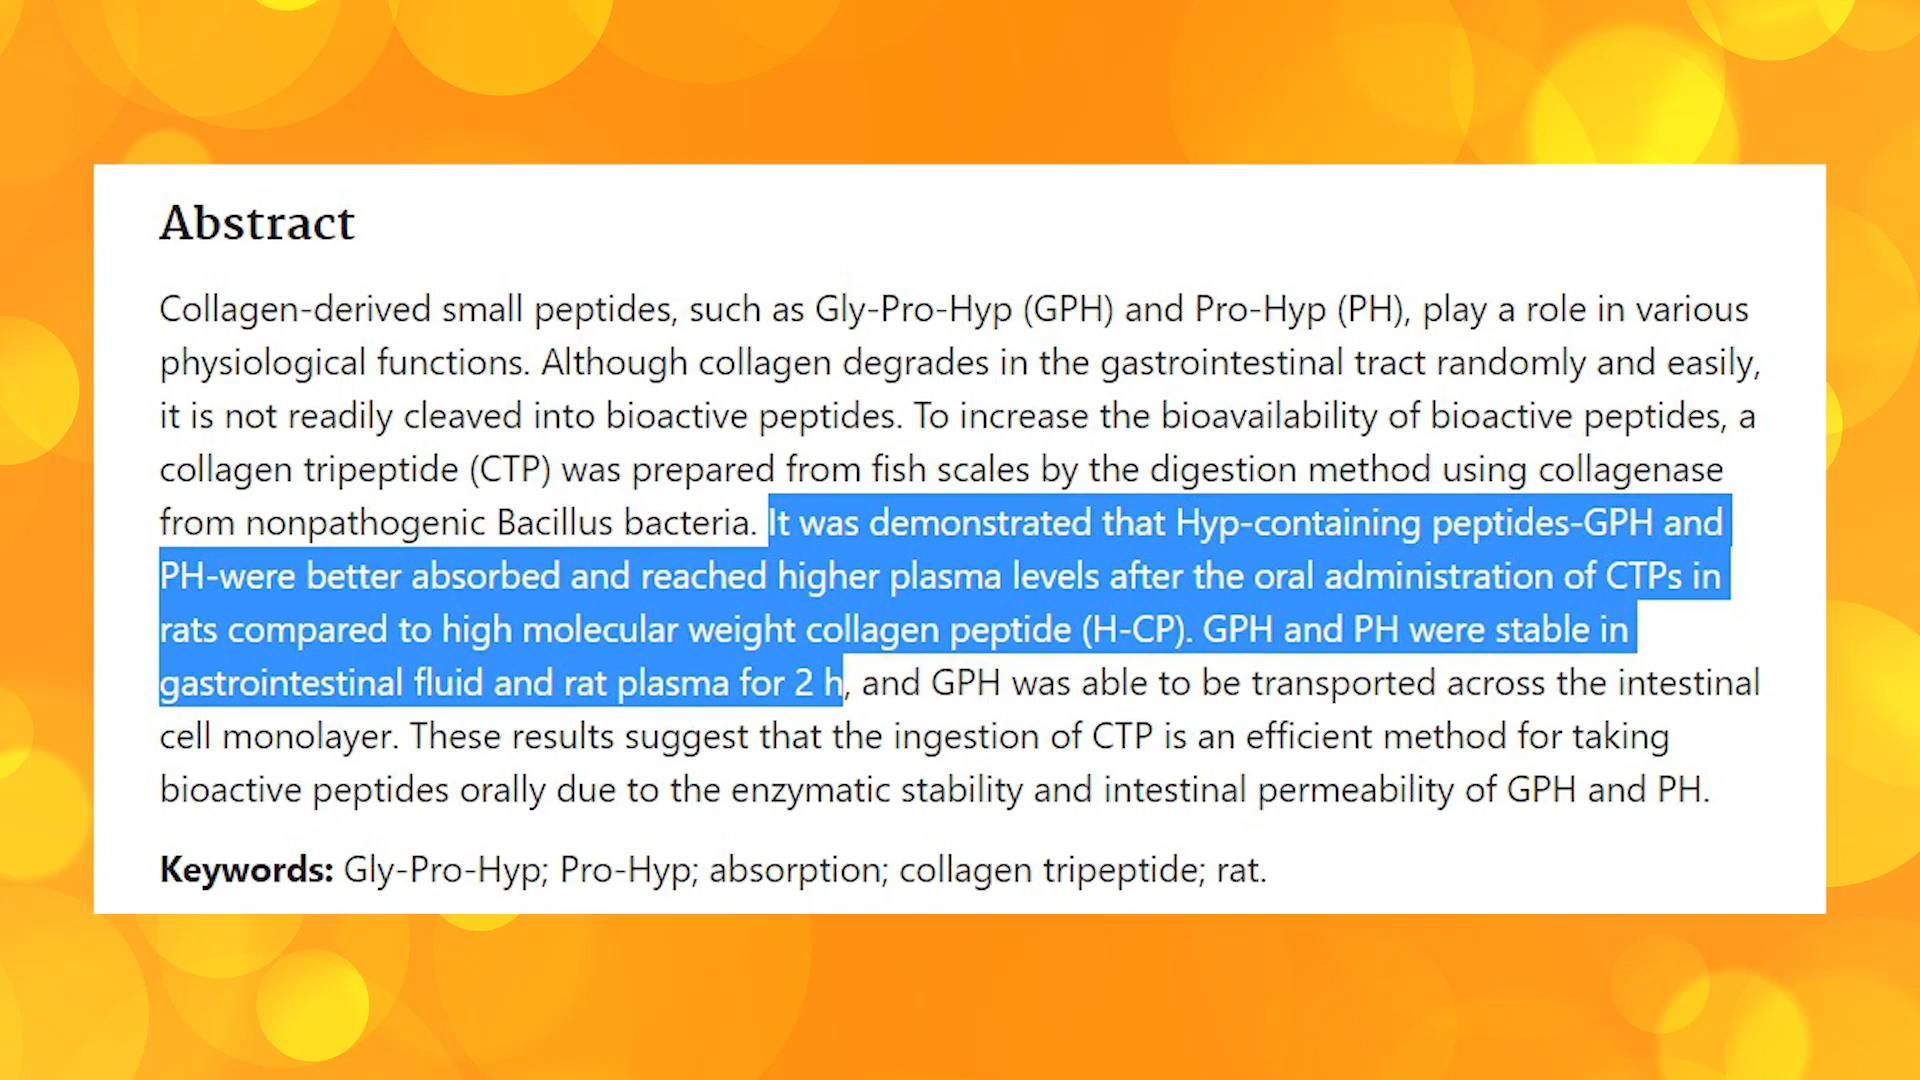 Abstract
Collagen-derived small peptides, such as Gly-Pro-Hyp (GPH) and Pro-Hyp (PH), play a role in various
physiological functions. Although collagen degrades in the gastrointestinal tract randomly and easily,
it is not readily cleaved into bioactive peptides. To increase the bioavailability of bioactive peptides, a
collagen tripeptide (CTP) was prepared from fish scales by the digestion method using collagenase
from nonpathogenic Bacillus bacteria. It was demonstrated that Hyp-containing peptides-GPH and
PH-were better absorbed and reached higher plasma levels after the oral administration of CTPs in
rats compared to high molecular weight collagen peptide (H-CP). GPH and PH were stable in
gastrointestinal fluid and rat plasma for 2 h, and GPH was able to be transported across the intestinal
cell monolayer. These results suggest that the ingestion of CTP is an efficient method for taking
bioactive peptides orally due to the enzymatic stability and intestinal permeability of GPH and PH.
Keywords: Gly-Pro-Hyp; Pro-Hyp; absorption; collagen tripeptide; rat.